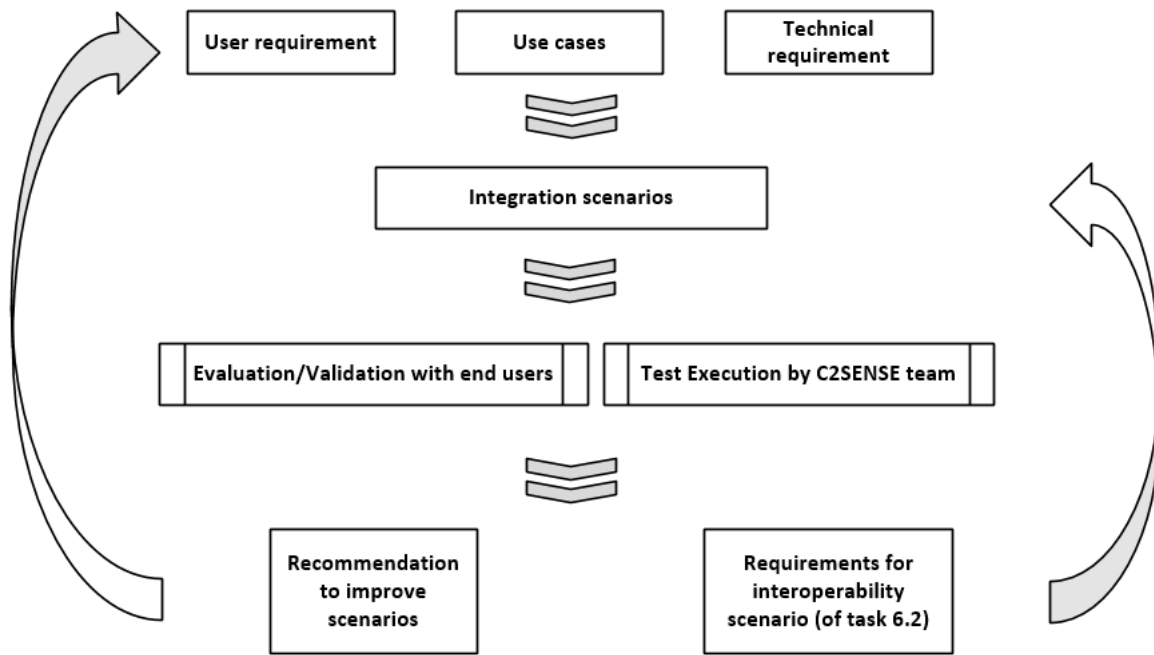 User requirement
Use cases
Technical
requirement
Integration scenarios
Evaluation/Validation with end users
Test Execution by C2SENSE team
Recommendation
to improve
scenarios
Requirements for
interoperability
scenario (of task 6.2)